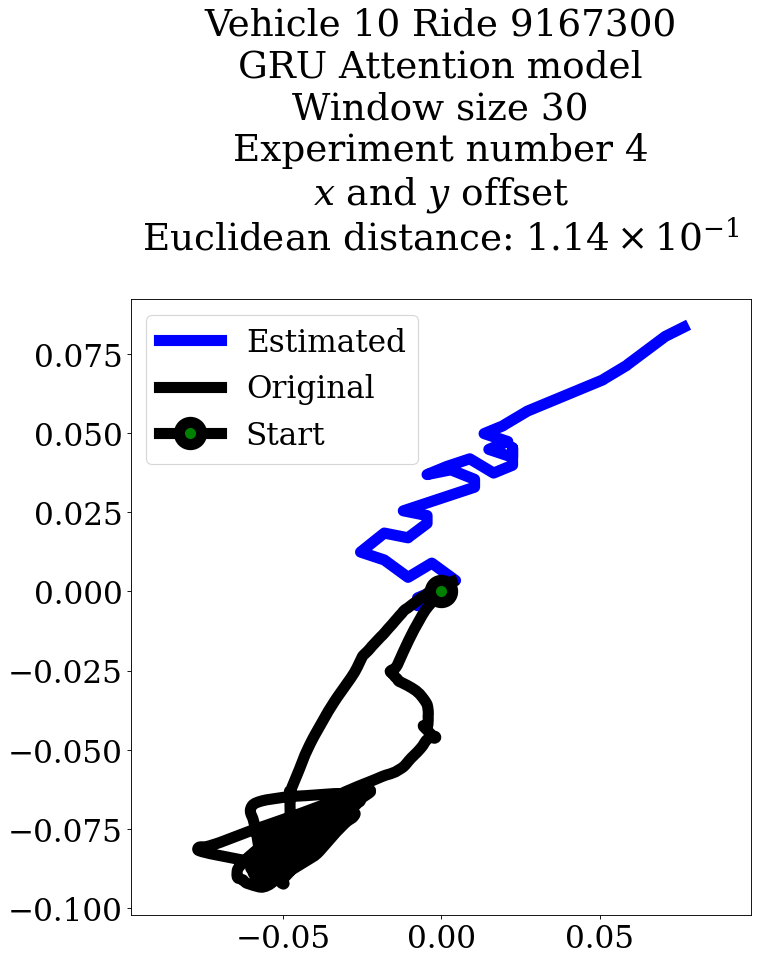 Vehicle 10 Ride 9167300
GRU Attention model
Window size 30
Experiment number 4
x and y offset
Euclidean distance: 1.14 × 10⁻¹
Estimated
Original
Start
0.075
0.050
0.025
0.000
−0.025
−0.050
−0.075
−0.100
−0.05 0.00 0.05